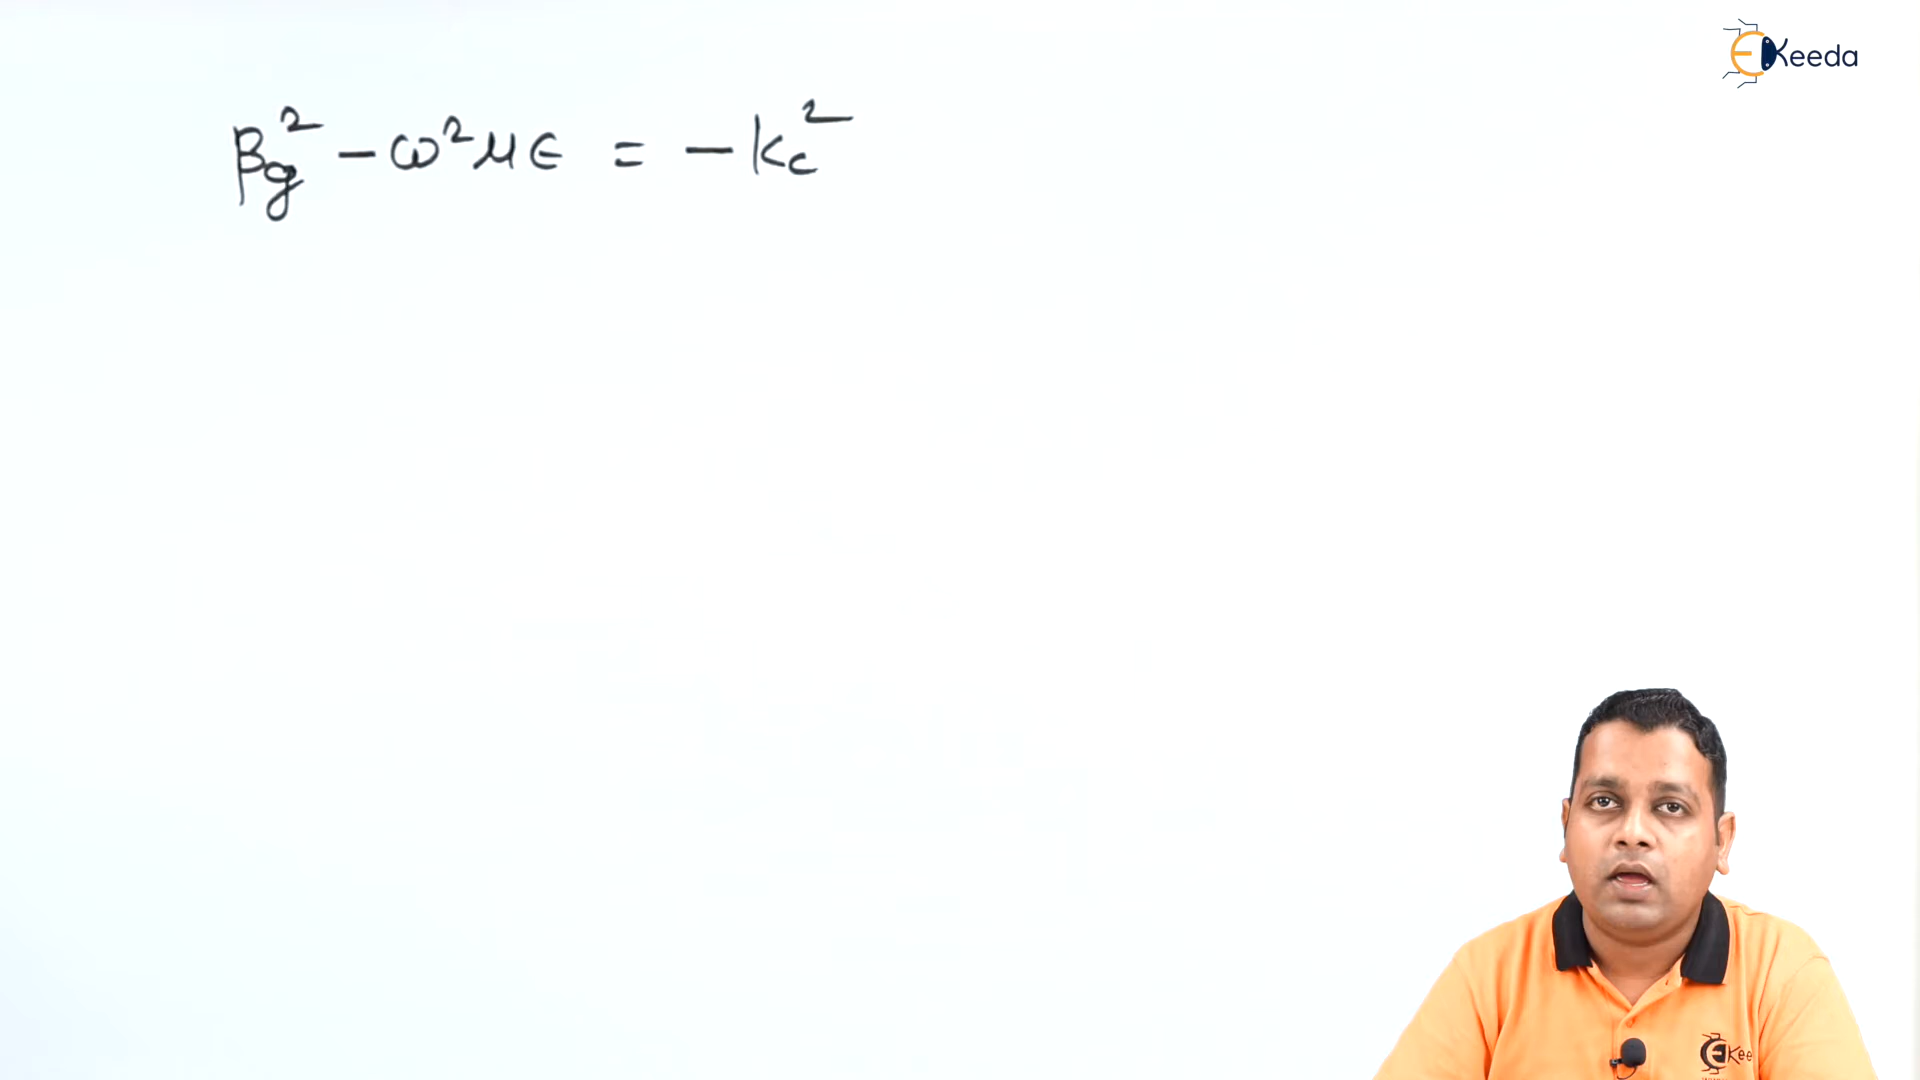 EKeeda
βg² - ω²με = - kc²
EKee